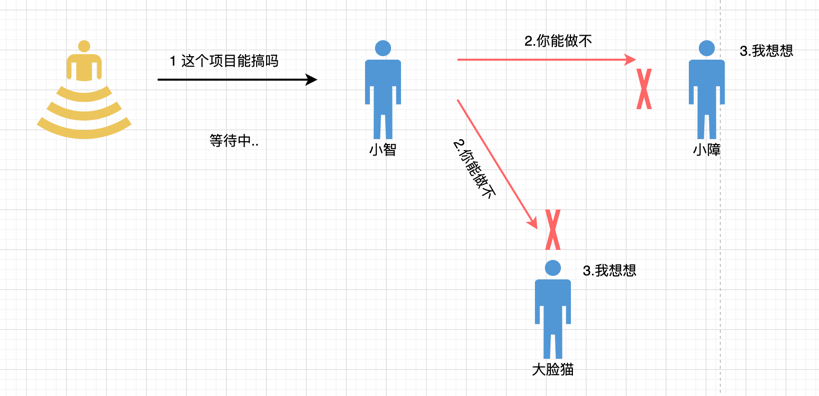 1 这个项目能搞吗
等待中..
小智
2.你能做不
3.我想想
小障
2.你能做不
3.我想想
大脸猫